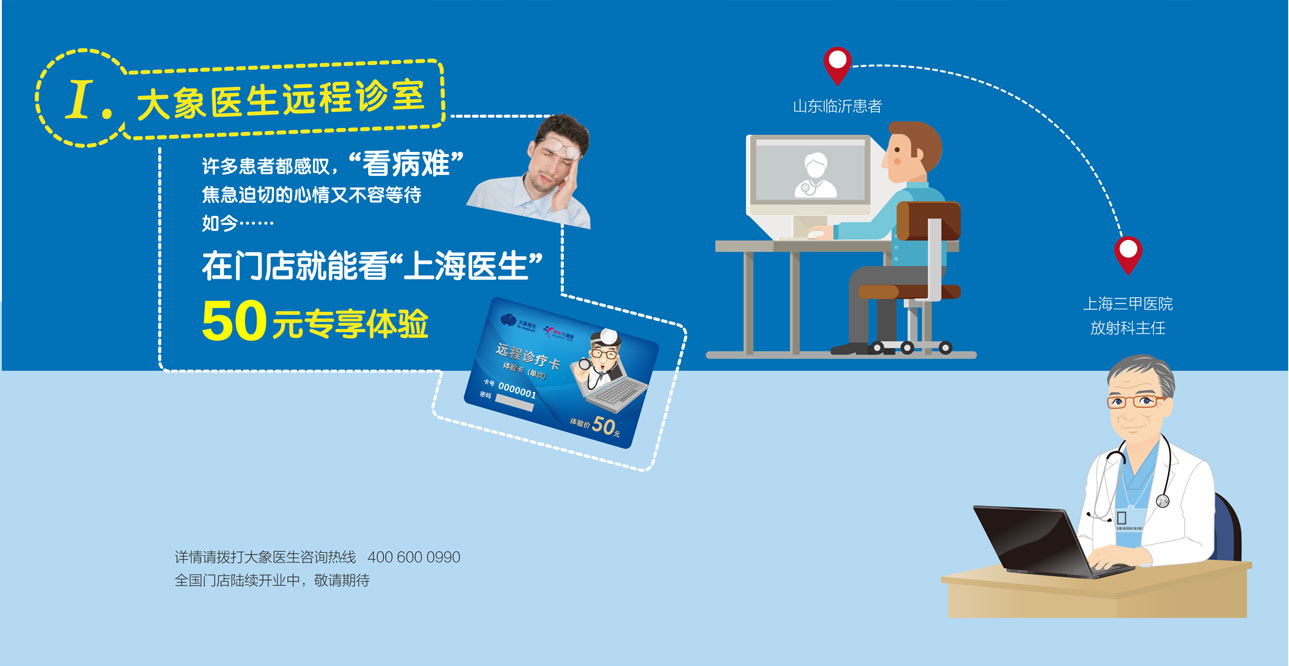 I.
大象医生远程诊室
许多患者都感叹，“看病难”
焦急迫切的心情又不容等待
如今……
在门店就能看“上海医生”
50元专享体验
大象医生
远程诊疗卡
体验卡（单次）
卡号 0000001
密码
体验价50元
山东临沂患者
上海三甲医院
放射科主任
详情请拨打大象医生咨询热线 400 600 0990
全国门店陆续开业中，敬请期待